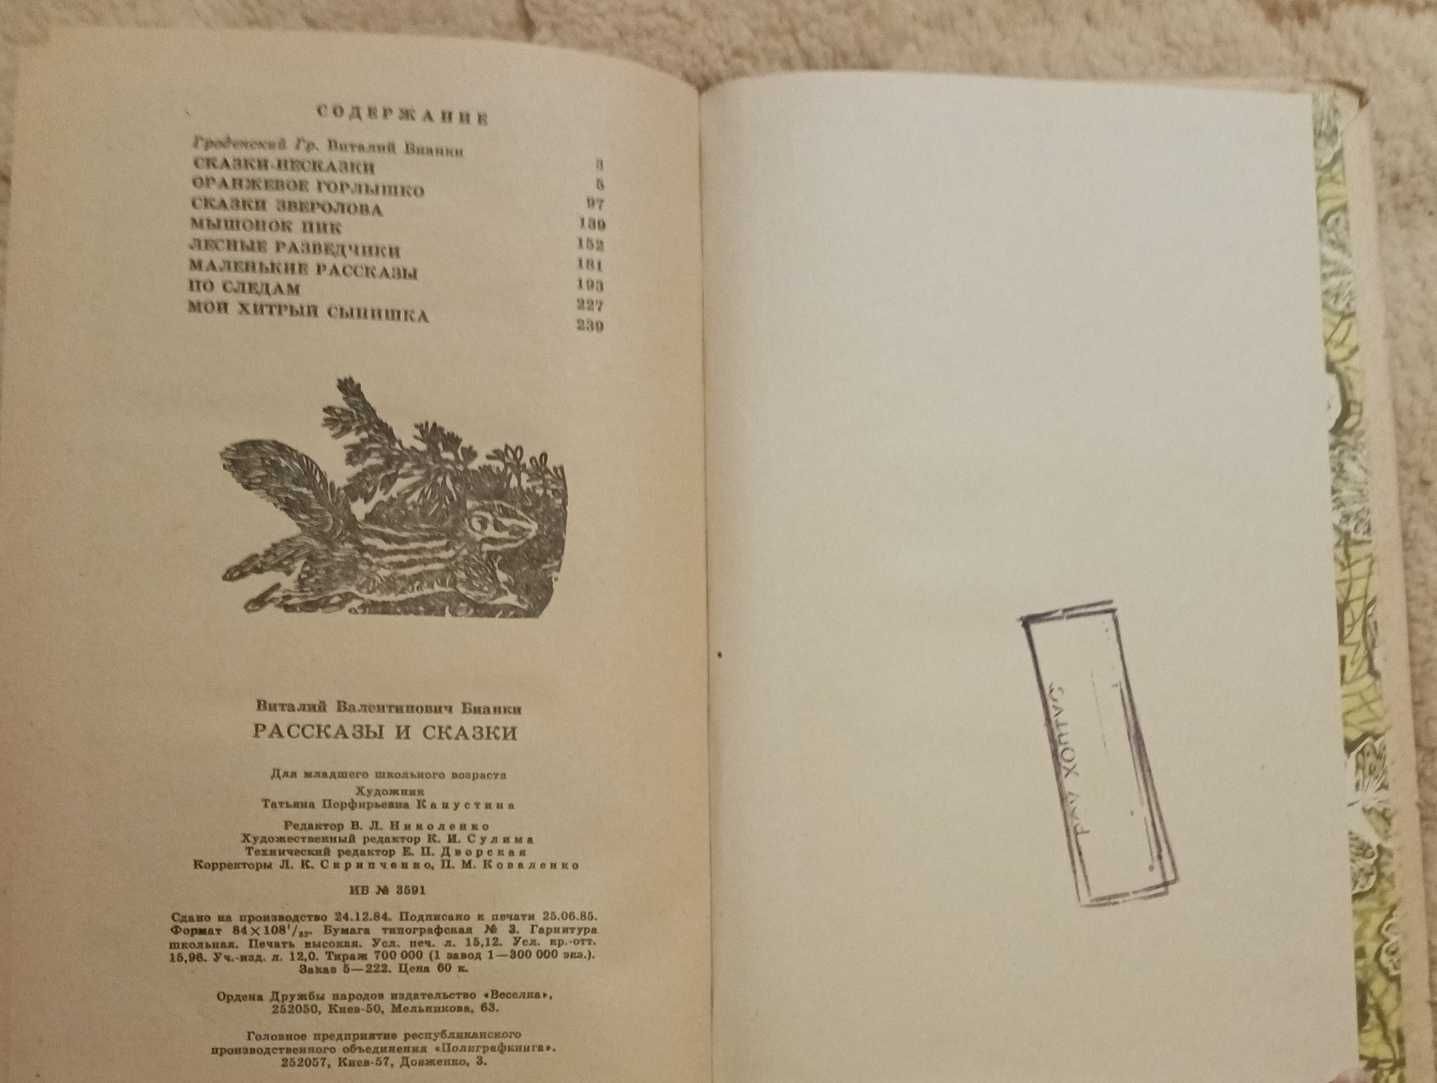 СОДЕРЖАНИЕ
Гроденский Гр. Виталий Бианки 3
СКАЗКИ-НЕСКАЗКИ 5
ОРАНЖЕВОЕ ГОРЛЫШКО 97
СКАЗКИ ЗВЕРОЛОВА 139
МЫШОНОК ПИК 152
ЛЕСНЫЕ РАЗВЕДЧИКИ 181
МАЛЕНЬКИЕ РАССКАЗЫ 193
ПО СЛЕДАМ 227
МОЙ ХИТРЫЙ СЫНИШКА 239
Виталий Валентинович Бианки
РАССКАЗЫ И СКАЗКИ
Для младшего школьного возраста
Художник
Татьяна Порфирьевна Капустина
Редактор В. Л. Николенко
Художественный редактор К. И. Сулима
Технический редактор Е. П. Дворская
Корректоры Л. К. Скрипченко, П. М. Коваленко
ИБ № 3591
Сдано на производство 24.12.84. Подписано к печати 25.06.85.
Формат 84×108¹/₃₂. Бумага типографская № 3. Гарнитура
школьная. Печать высокая. Усл. печ. л. 15,12. Усл. кр.-отт.
15,96. Уч.-изд. л. 12,0. Тираж 700 000 (1 завод 1—300 000 экз.).
Заказ 5—222. Цена 60 к.
Ордена Дружбы народов издательство «Веселка»,
252050, Киев-50, Мельникова, 63.
Головное предприятие республиканского
производственного объединения «Полиграфкнига».
252057, Киев-57, Довженко, 3.